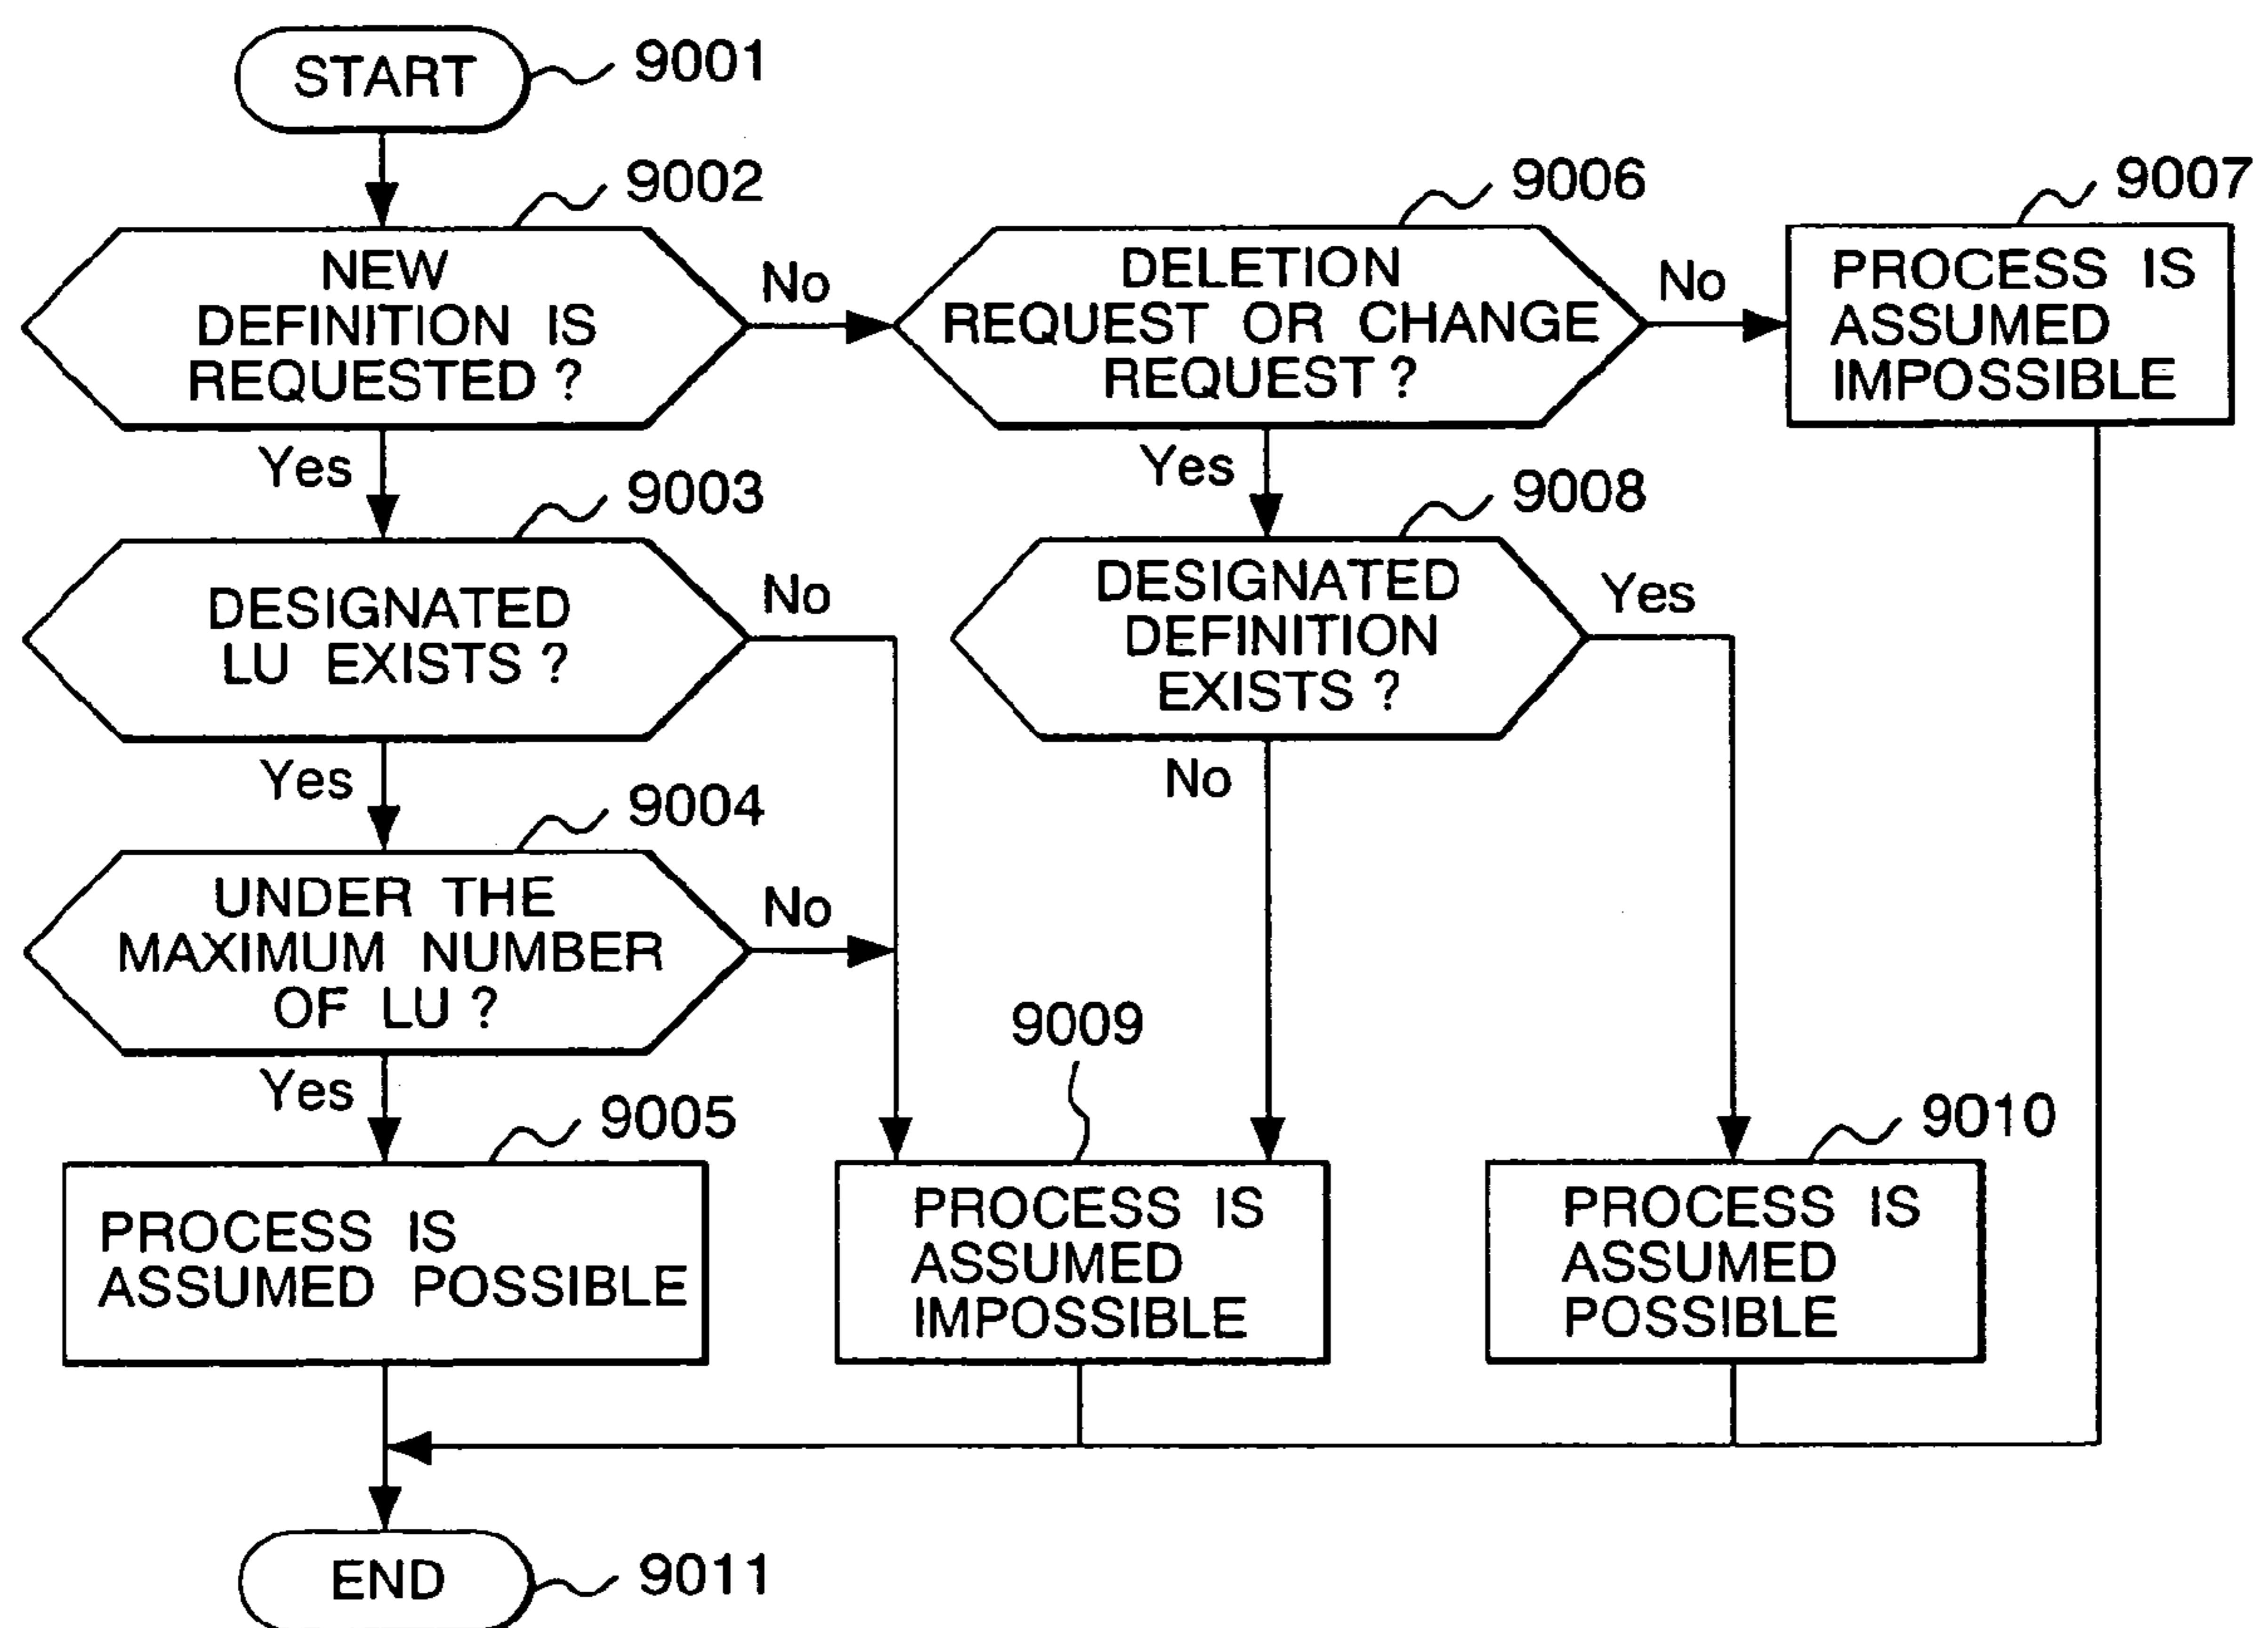 START
9001
9002
NEW
DEFINITION IS
REQUESTED ?
No
9006
DELETION
REQUEST OR CHANGE
REQUEST ?
No
9007
PROCESS IS
ASSUMED
IMPOSSIBLE
Yes
9003
DESIGNATED
LU EXISTS ?
No
Yes
9008
DESIGNATED
DEFINITION
EXISTS ?
Yes
No
Yes
9004
UNDER THE
MAXIMUM NUMBER
OF LU ?
No
Yes
9005
PROCESS IS
ASSUMED POSSIBLE
9009
PROCESS IS
ASSUMED
IMPOSSIBLE
9010
PROCESS IS
ASSUMED
POSSIBLE
END
9011